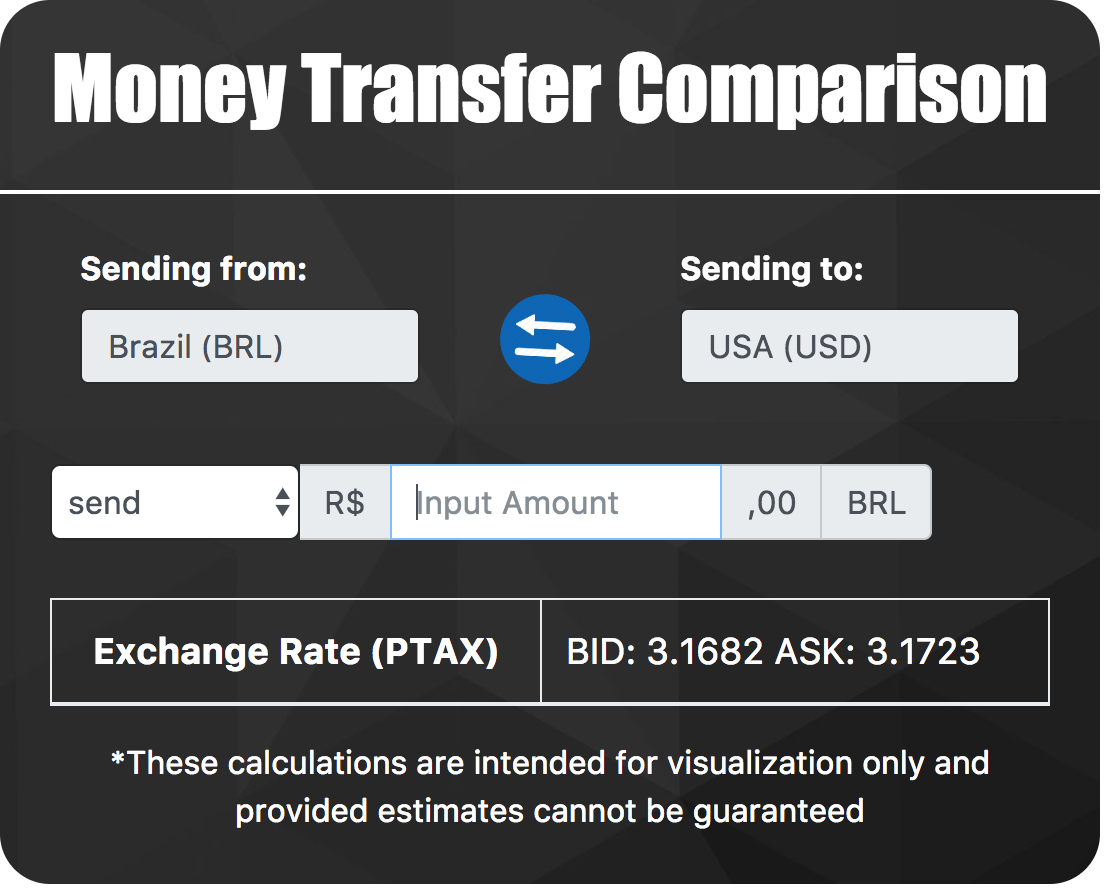 Money Transfer Comparison
Sending from:
Sending to:
Brazil (BRL)
USA (USD)
send R$ Input Amount ,00 BRL
Exchange Rate (PTAX) BID: 3.1682 ASK: 3.1723
*These calculations are intended for visualization only and
provided estimates cannot be guaranteed